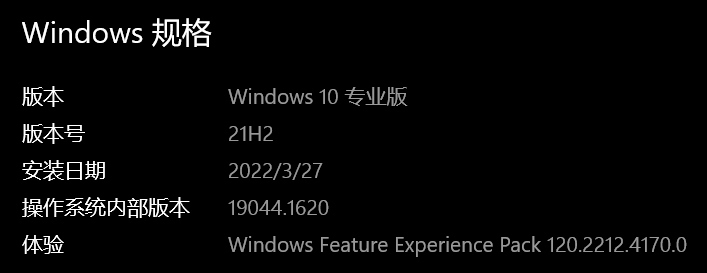 Windows 规格
版本 Windows 10 专业版
版本号 21H2
安装日期 2022/3/27
操作系统内部版本 19044.1620
体验 Windows Feature Experience Pack 120.2212.4170.0